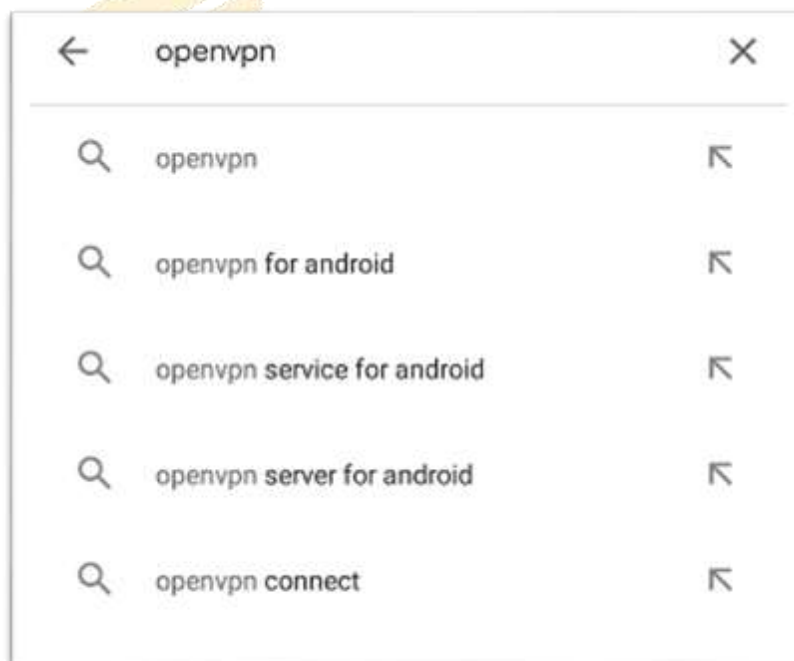 openvpn
openvpn
openvpn for android
openvpn service for android
openvpn server for android
openvpn connect